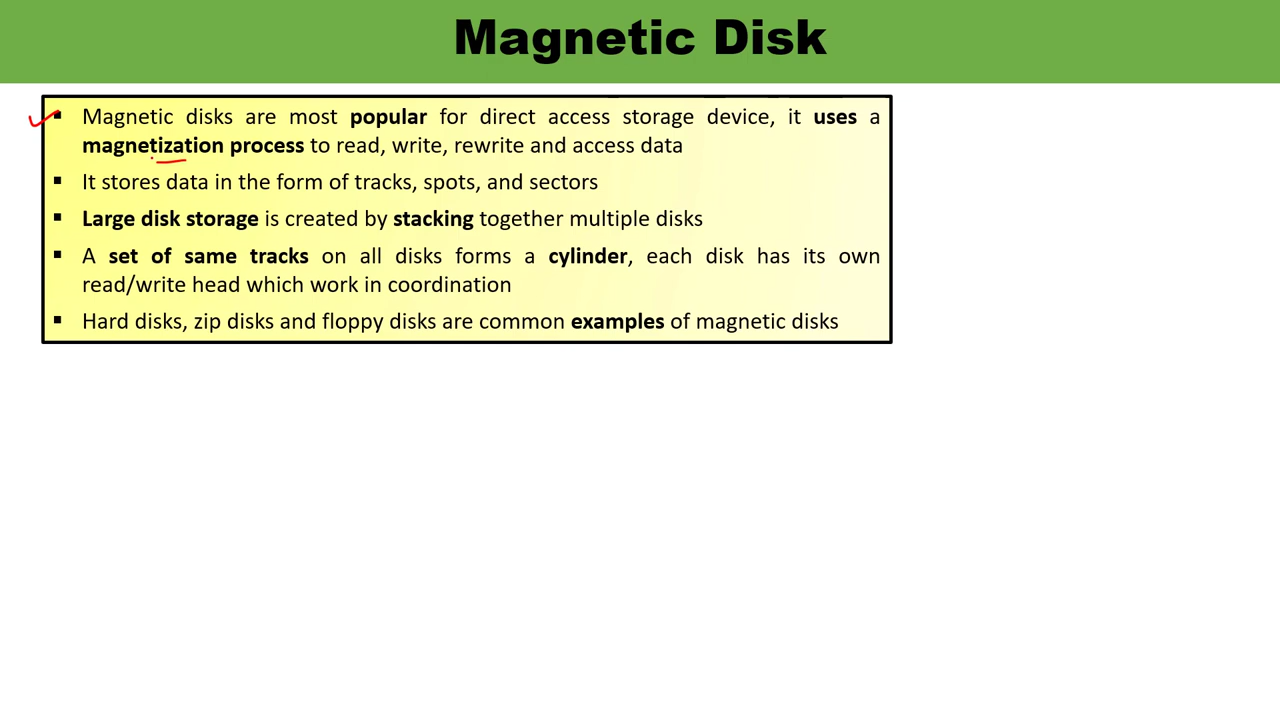 Magnetic Disk
▪ Magnetic disks are most popular for direct access storage device, it uses a
magnetization process to read, write, rewrite and access data
▪ It stores data in the form of tracks, spots, and sectors
▪ Large disk storage is created by stacking together multiple disks
▪ A set of same tracks on all disks forms a cylinder, each disk has its own
read/write head which work in coordination
▪ Hard disks, zip disks and floppy disks are common examples of magnetic disks